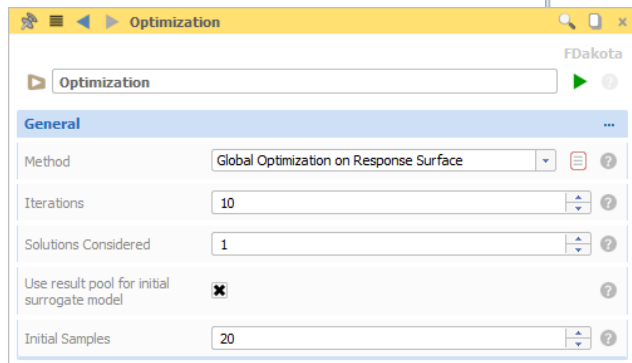 Optimization
FDakota
Optimization
General
...
Method
Global Optimization on Response Surface
Iterations
10
Solutions Considered
1
Use result pool for initial
surrogate model
Initial Samples
20